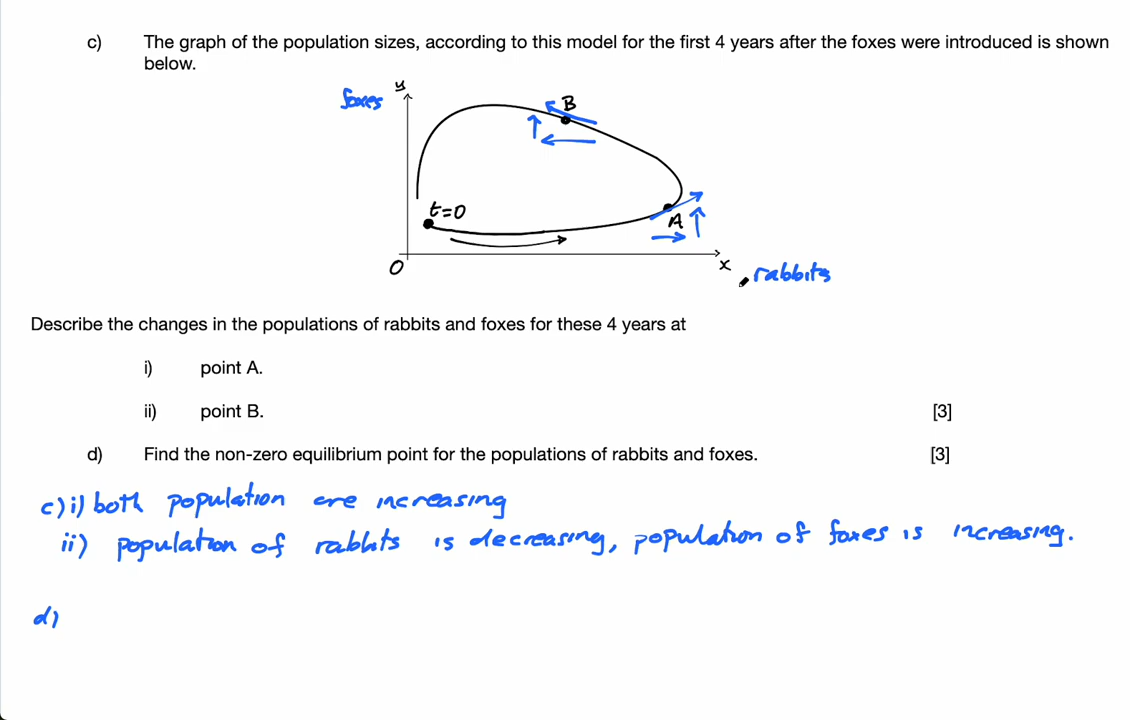 c) The graph of the population sizes, according to this model for the first 4 years after the foxes were introduced is shown
below.
foxes y
B
t=0
A
O x , rabbits
Describe the changes in the populations of rabbits and foxes for these 4 years at
i) point A.
ii) point B. [3]
d) Find the non-zero equilibrium point for the populations of rabbits and foxes. [3]
c) i) both population are increasing
ii) population of rabbits is decreasing, population of foxes is increasing.
d)